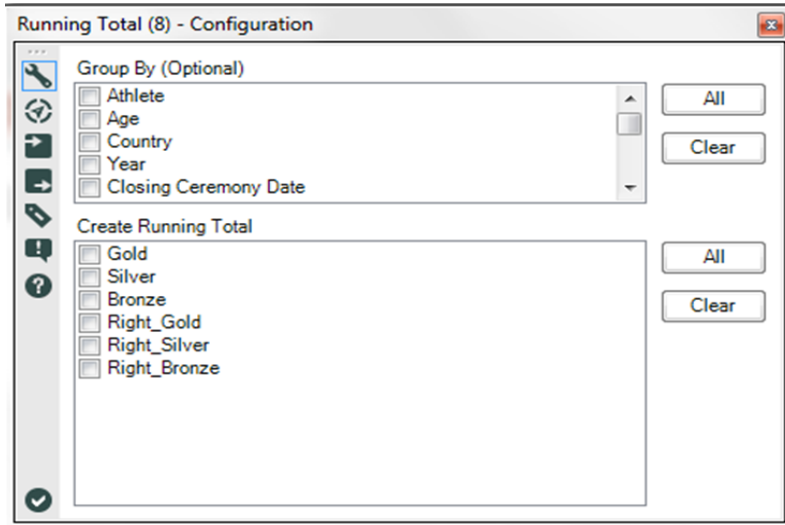 Running Total (8) - Configuration
Group By (Optional)
Athlete
Age
Country
Year
Closing Ceremony Date
All
Clear
Create Running Total
Gold
Silver
Bronze
Right_Gold
Right_Silver
Right_Bronze
All
Clear